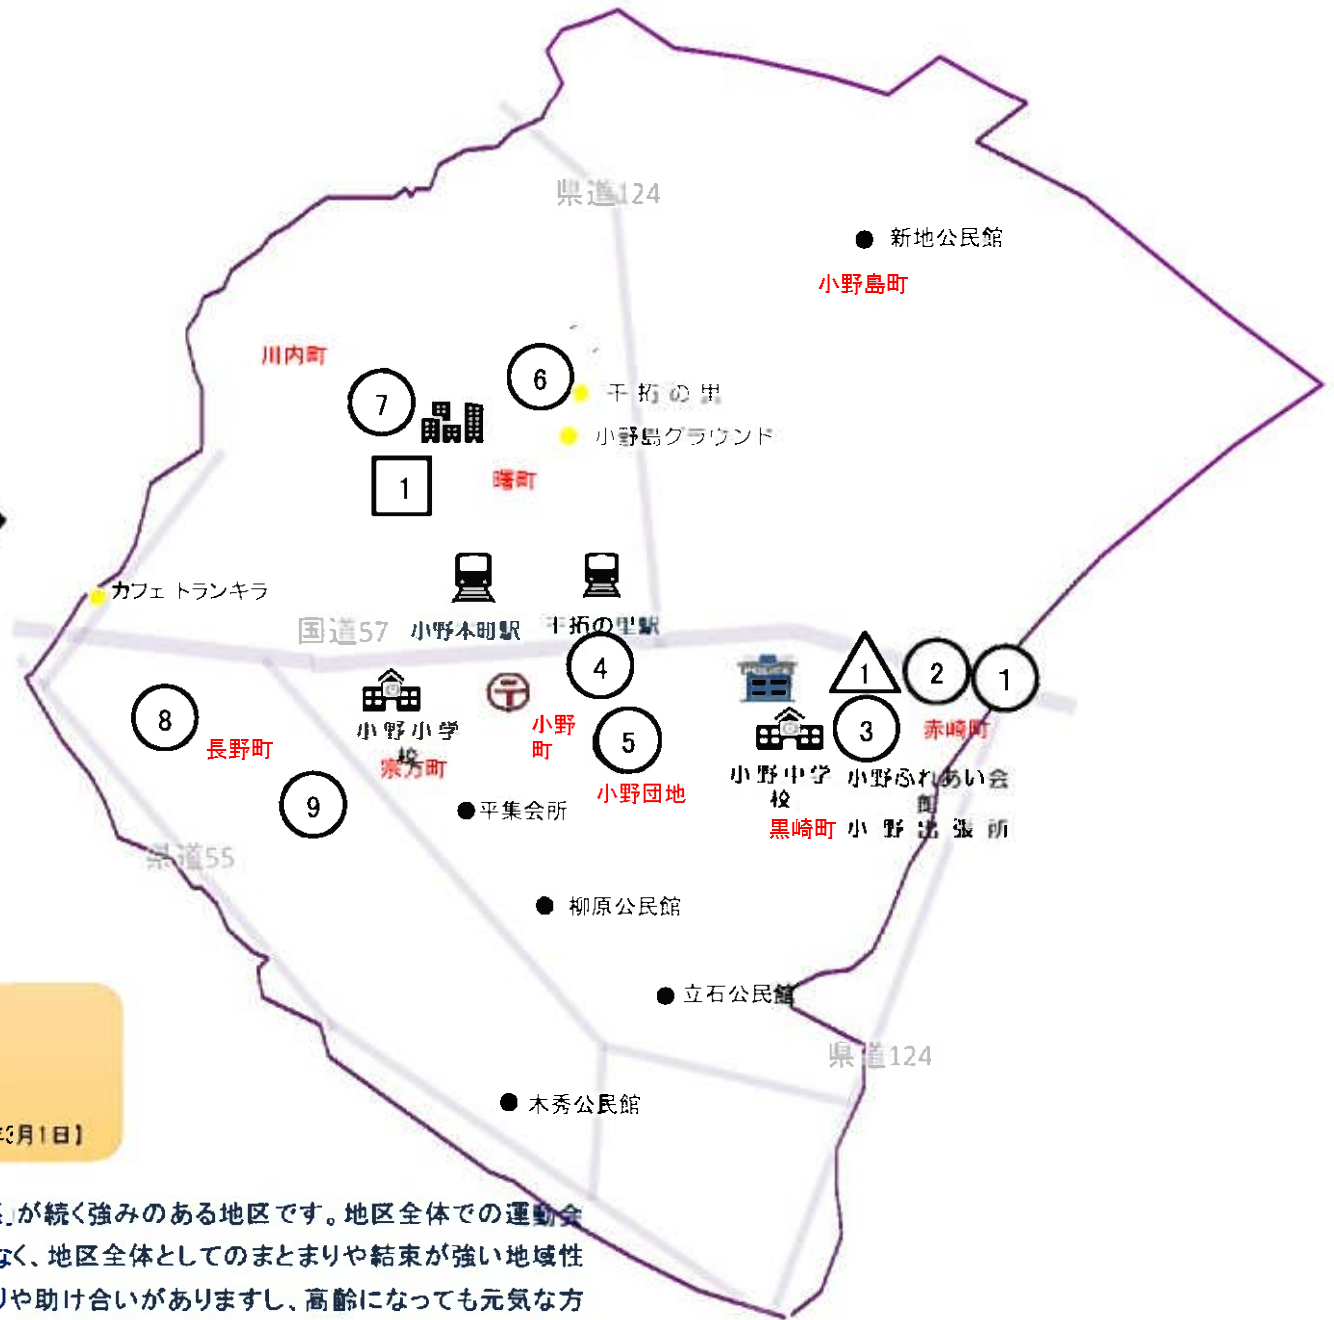 県道124
新地公民館
小野島町
川内町
6
干拓の里
7
小野島グラウンド
曙町
1
カフェ トランキラ
国道57
小野本町駅
干拓の里駅
4
POLICE
1
2
1
8
長野町
小野小学
校
宗方町
小野
町
5
小野団地
3
赤崎町
小野中学
校
小野ふれあい会
館
黒崎町
小野出張所
9
平集会所
県道55
柳原公民館
立石公民館
県道124
木秀公民館
月1日】
が続く強みのある地区です。地区全体での運動会
なく、地区全体としてのまとまりや結束が強い地域性
りや助け合いがありますし、高齢になっても元気な方